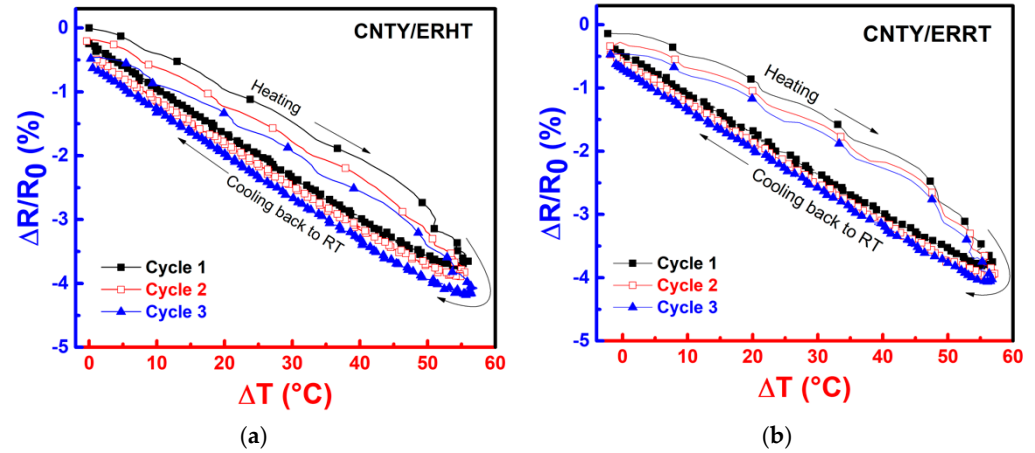 (a)
CNTY/ERHT
Heating
Cooling back to RT
Cycle 1
Cycle 2
Cycle 3
0
-1
-2
-3
-4
-5
ΔR/R0 (%)
0 10 20 30 40 50 60
ΔT (°C)
(b)
CNTY/ERRT
Heating
Cooling back to RT
Cycle 1
Cycle 2
Cycle 3
0
-1
-2
-3
-4
-5
ΔR/R0 (%)
0 10 20 30 40 50 60
ΔT (°C)
(a) (b)